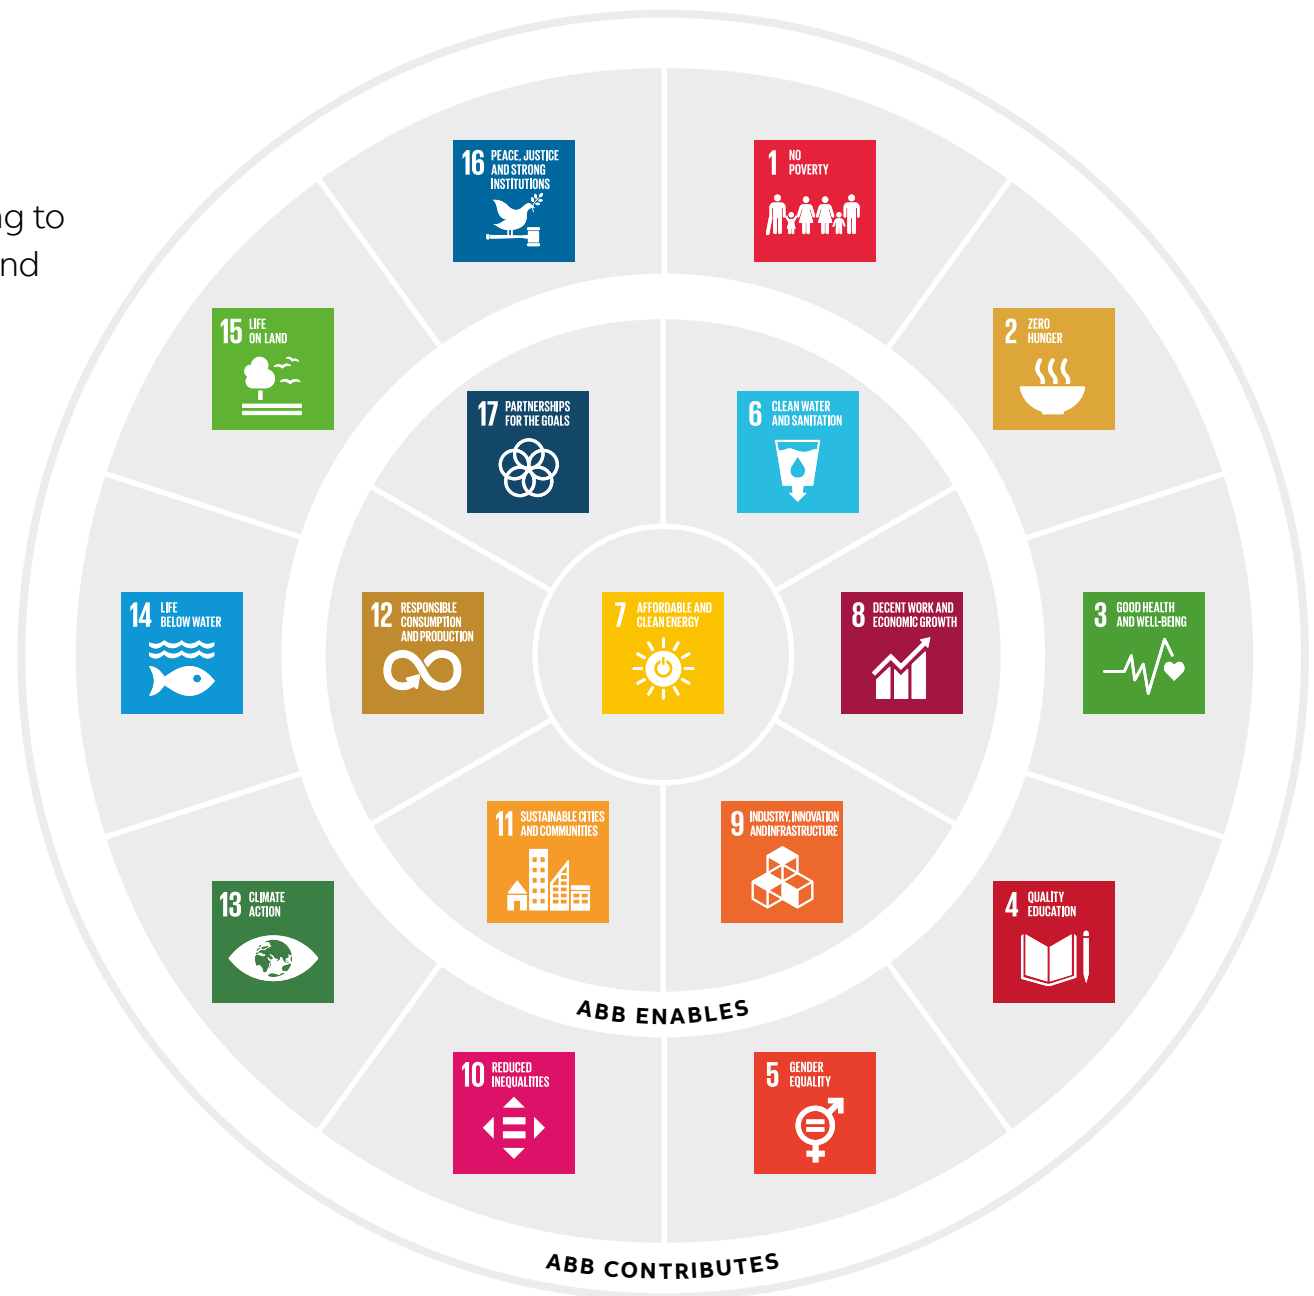 ng to
nd
16 PEACE, JUSTICE
AND STRONG
INSTITUTIONS
1 NO
POVERTY
15 LIFE
ON LAND
2 ZERO
HUNGER
17 PARTNERSHIPS
FOR THE GOALS
6 CLEAN WATER
AND SANITATION
14 LIFE
BELOW WATER
12 RESPONSIBLE
CONSUMPTION
AND PRODUCTION
7 AFFORDABLE AND
CLEAN ENERGY
8 DECENT WORK AND
ECONOMIC GROWTH
3 GOOD HEALTH
AND WELL-BEING
11 SUSTAINABLE CITIES
AND COMMUNITIES
9 INDUSTRY, INNOVATION
AND INFRASTRUCTURE
13 CLIMATE
ACTION
4 QUALITY
EDUCATION
ABB ENABLES
10 REDUCED
INEQUALITIES
5 GENDER
EQUALITY
ABB CONTRIBUTES